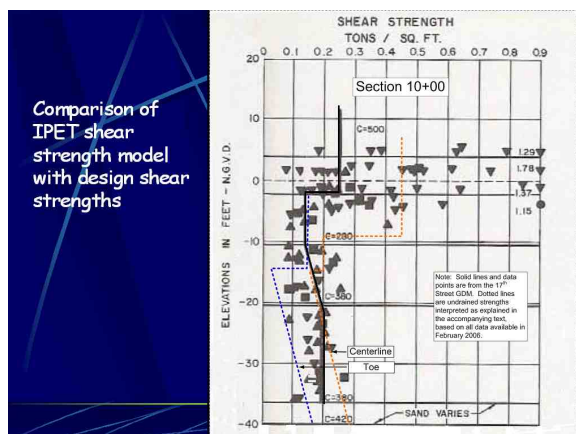 Comparison of
IPET shear
strength model
with design shear
strengths
SHEAR STRENGTH
TONS / SQ. FT.
0 0.1 0.2 0.3 0.4 0.5 0.6 0.7 0.8 0.9
20
Section 10+00
C=500
10
1.29
1.78
0
1.37
1.15
C=280
-10
C=360
-20
Note: Solid lines and data
points are from the 17th
Street GDM. Dotted lines
are undrained strengths
interpreted as explained in
the accompanying text,
based on all data available in
February 2006.
Centerline
-30
Toe
C=380
SAND VARIES
C=420
-40
ELEVATIONS IN FEET - N.G.V.D.